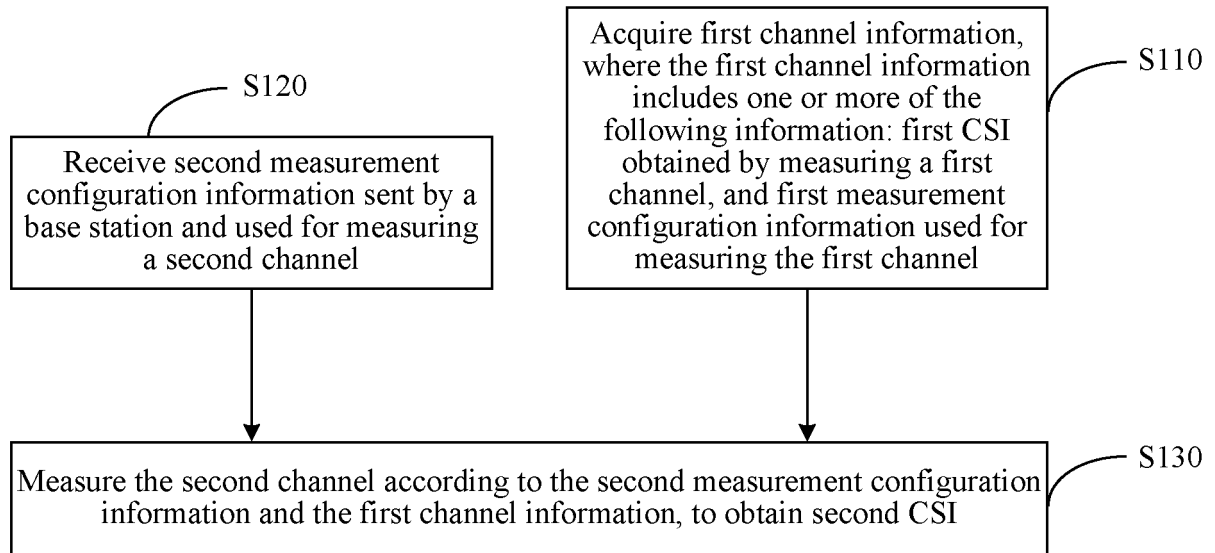 S120
Receive second measurement
configuration information sent by a
base station and used for measuring
a second channel
Acquire first channel information,
where the first channel information
includes one or more of the
following information: first CSI
obtained by measuring a first
channel, and first measurement
configuration information used for
measuring the first channel
S110
Measure the second channel according to the second measurement configuration
information and the first channel information, to obtain second CSI
S130